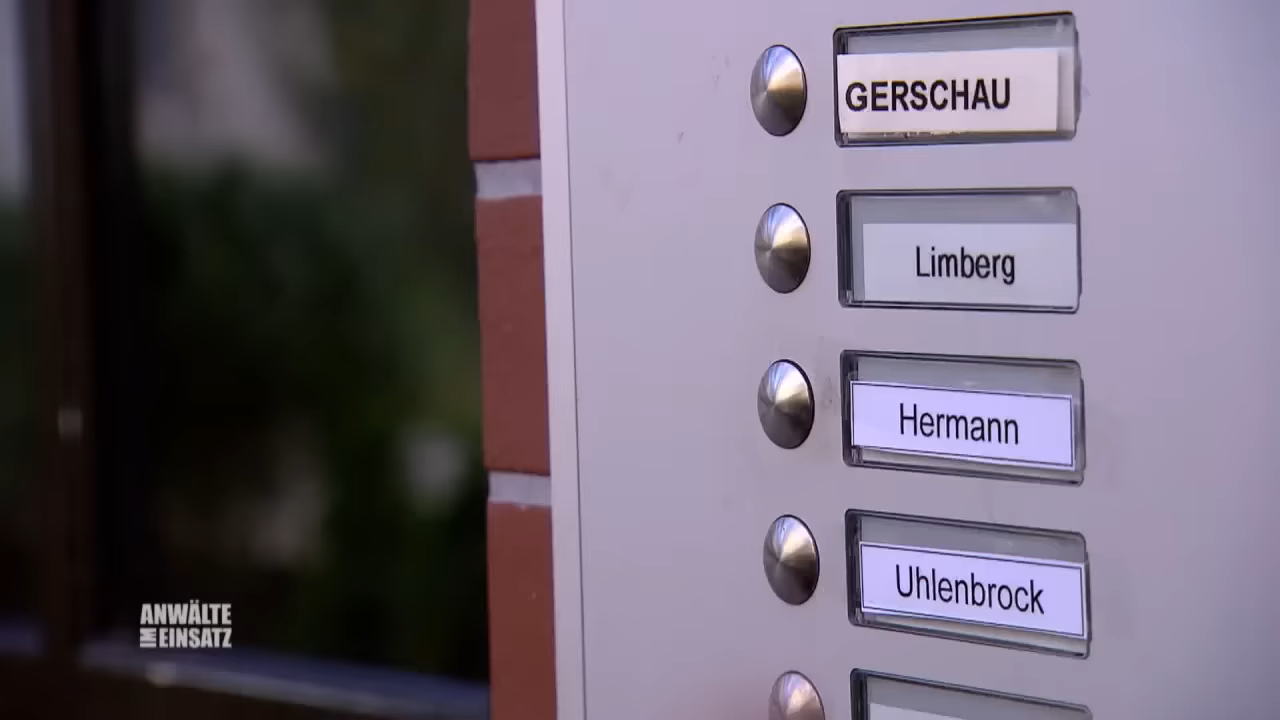 GERSCHAU
Limberg
Hermann
Uhlenbrock
ANWÄLTE
IM EINSATZ